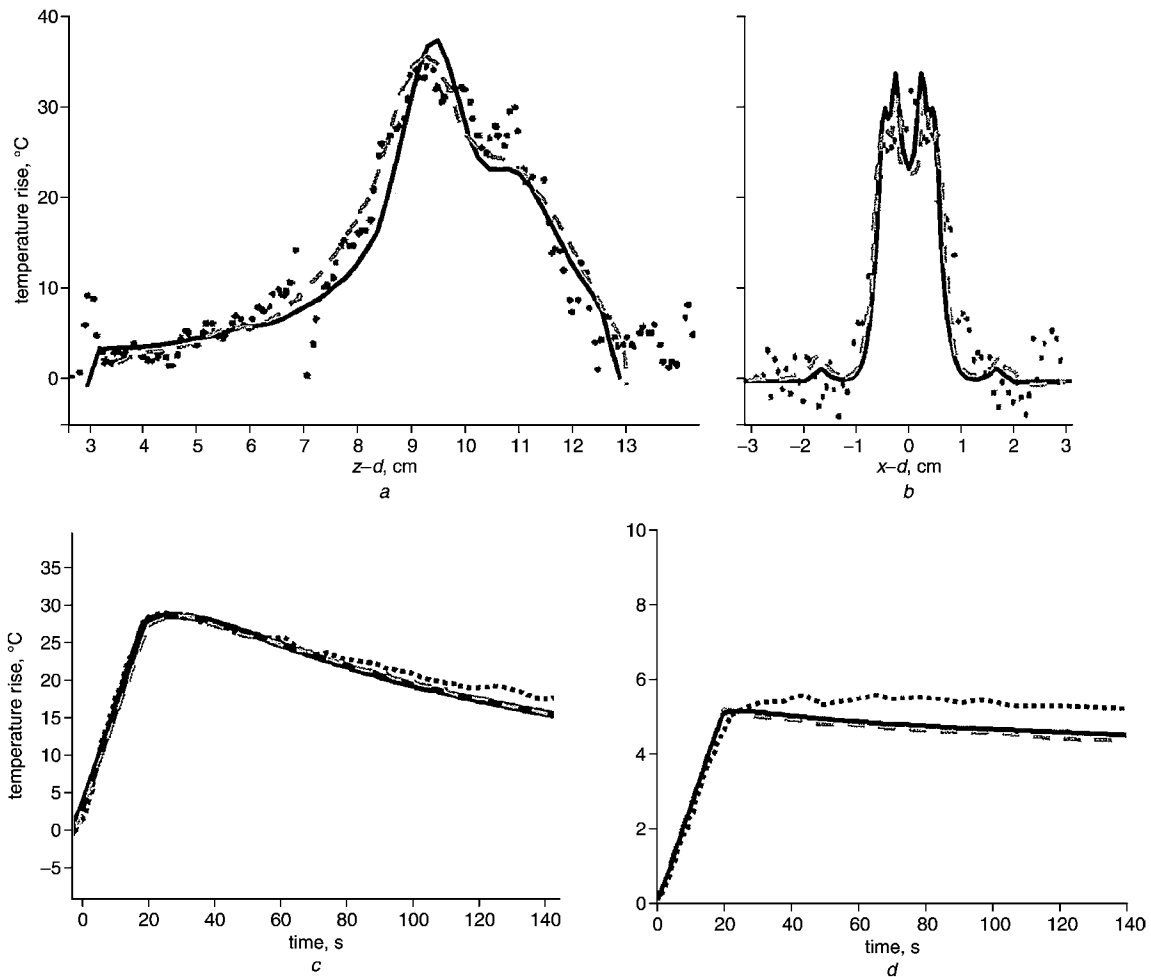 40
30
20
10
0
temperature rise, °C
3 4 5 6 7 8 9 10 11 12 13
z–d, cm
a
–3 –2 –1 0 1 2 3
x–d, cm
b
35
30
25
20
15
10
5
0
–5
temperature rise, °C
0 20 40 60 80 100 120 140
time, s
c
10
8
6
4
2
0
0 20 40 60 80 100 120 140
time, s
d